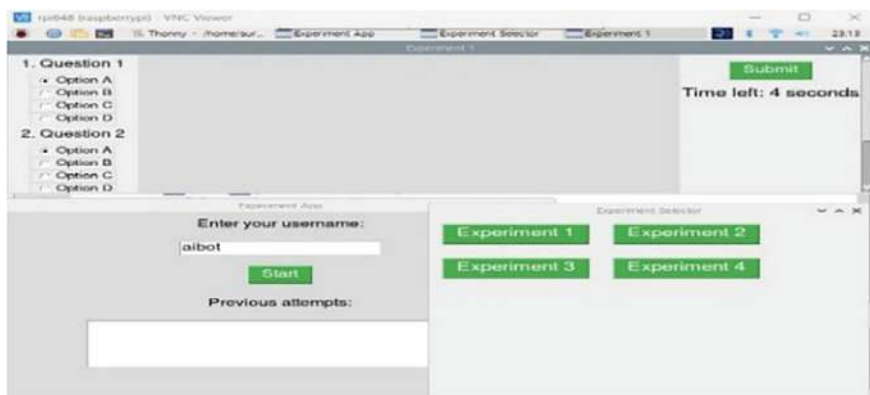 rpi648 (raspberrypi) - VNC Viewer
Thonny - /home/sur... Experiment App Experiment Selector Experiment 1 23:13
Experiment 1
1. Question 1
Option A
Option B
Option C
Option D
2. Question 2
Option A
Option B
Option C
Option D
Submit
Time left: 4 seconds
Experiment App
Enter your username:
aibot
Start
Previous attempts:
Experiment Selector
Experiment 1 Experiment 2
Experiment 3 Experiment 4